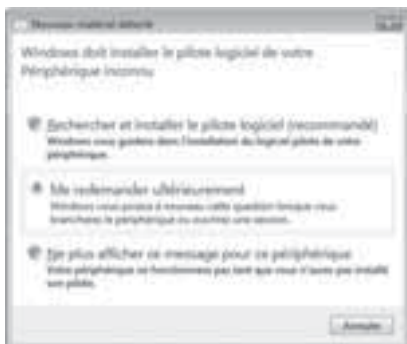 Nouveau matériel détecté
Windows doit installer le pilote logiciel de votre
Périphérique inconnu
Rechercher et installer le pilote logiciel (recommandé)
Windows vous guidera dans l'installation du logiciel pilote de votre
périphérique.
Me redemander ultérieurement
Windows vous posera à nouveau cette question lorsque vous
brancherez le périphérique ou ouvrirez une session.
Ne plus afficher ce message pour ce périphérique
Votre périphérique ne fonctionnera pas tant que vous n'aurez pas installé
son pilote.
Annuler